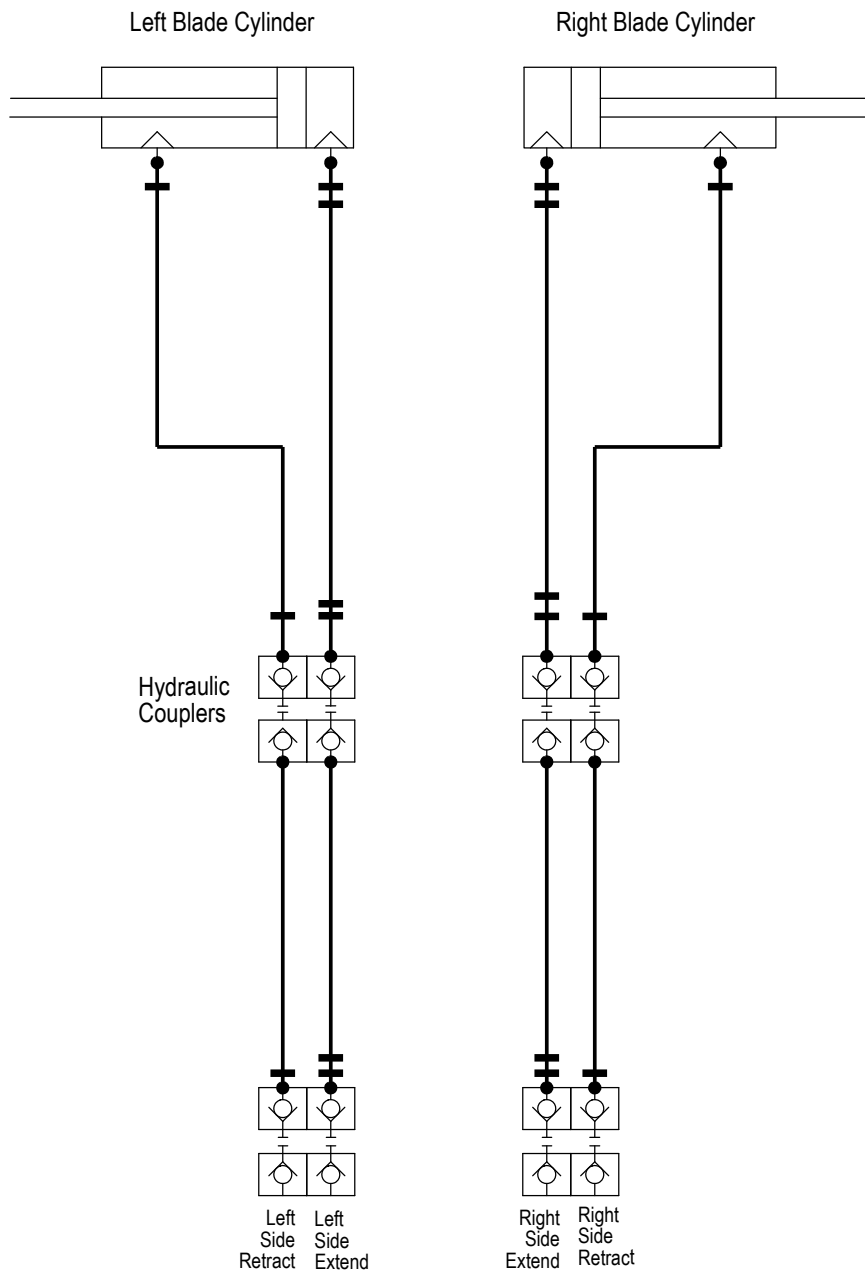 Left Blade Cylinder
Right Blade Cylinder
Hydraulic
Couplers
Left
Side
Retract
Left
Side
Extend
Right
Side
Extend
Right
Side
Retract